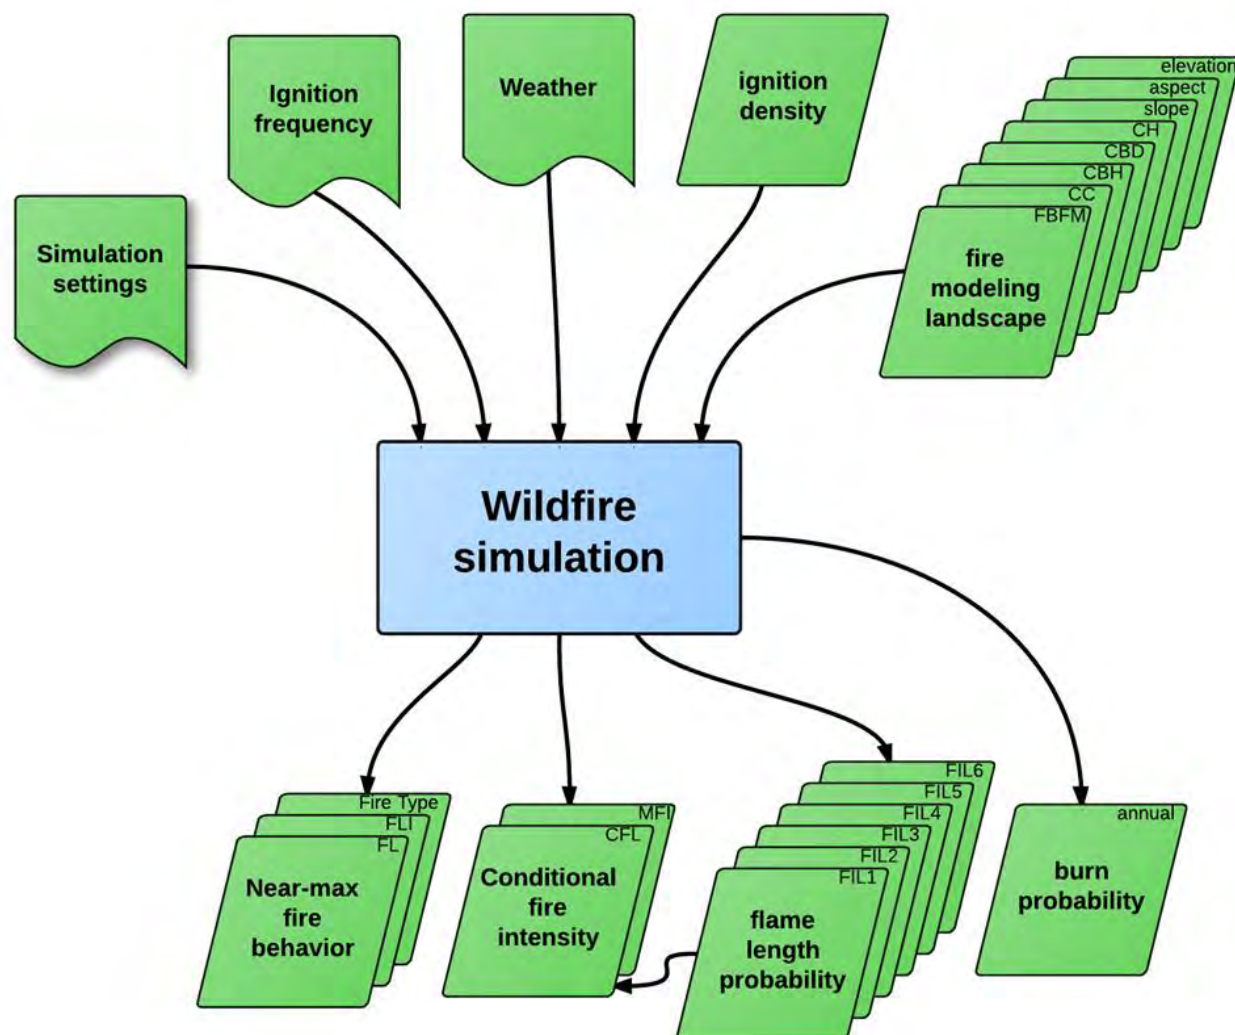 Ignition
frequency
Weather
ignition
density
elevation
aspect
slope
CH
CBD
CBH
CC
FBFM
fire
modeling
landscape
Simulation
settings
Wildfire
simulation
Fire Type
FLI
FL
Near-max
fire
behavior
MFI
CFL
Conditional
fire
intensity
FIL6
FIL5
FIL4
FIL3
FIL2
FIL1
flame
length
probability
annual
burn
probability